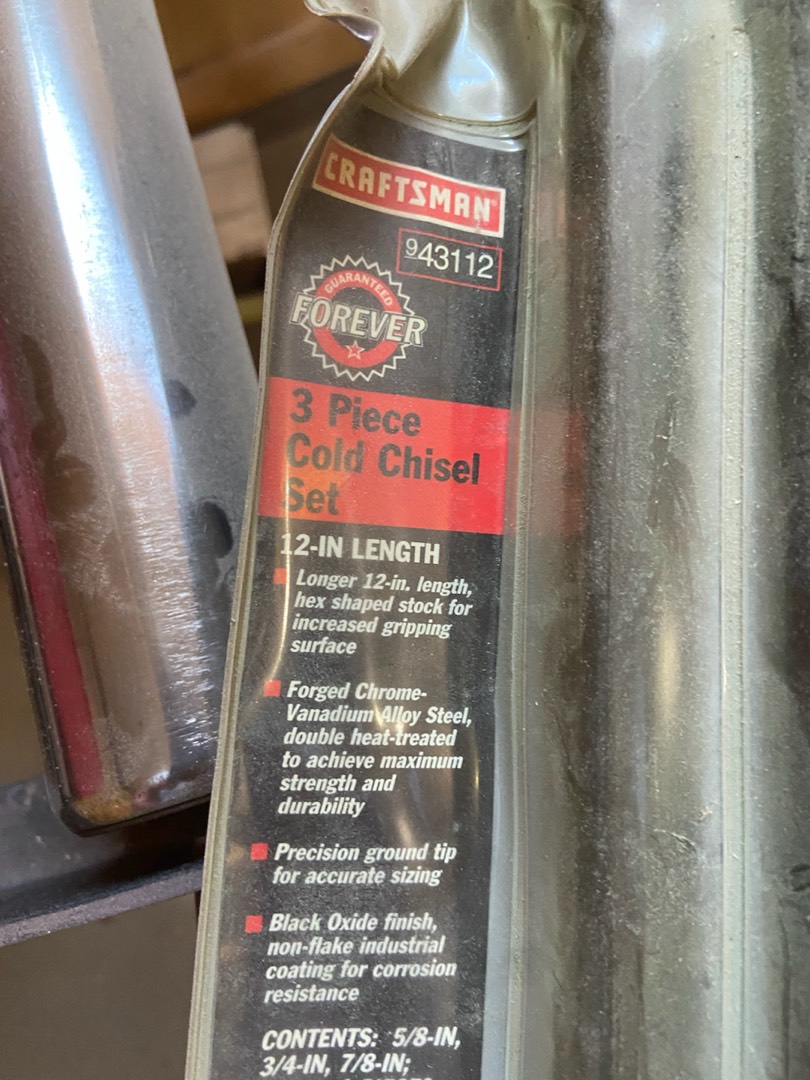 CRAFTSMAN
943112
GUARANTEED
FOREVER
3 Piece
Cold Chisel
Set
12-IN LENGTH
Longer 12-in. length,
hex shaped stock for
increased gripping
surface
Forged Chrome-
Vanadium Alloy Steel,
double heat-treated
to achieve maximum
strength and
durability
Precision ground tip
for accurate sizing
Black Oxide finish,
non-flake industrial
coating for corrosion
resistance
CONTENTS: 5/8-IN,
3/4-IN, 7/8-IN;